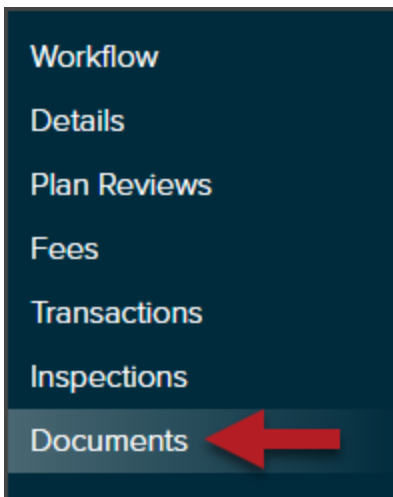 Workflow
Details
Plan Reviews
Fees
Transactions
Inspections
Documents